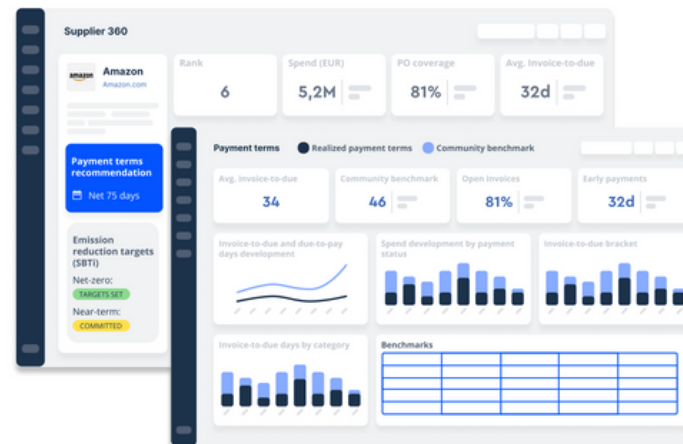 Supplier 360
amazon
Amazon
Amazon.com
Rank
6
Spend (EUR)
5,2M
PO coverage
81%
Avg. Invoice-to-due
32d
Payment terms
recommendation
Net 75 days
Emission
reduction targets
(SBTi)
Net-zero:
TARGETS SET
Near-term:
COMMITTED
Payment terms
Realized payment terms
Community benchmark
Avg. invoice-to-due
34
Community benchmark
46
Open invoices
81%
Early payments
32d
Invoice-to-due and due-to-pay
days development
Spend development by payment
status
Invoice-to-due bracket
Invoice-to-due days by category
Benchmarks